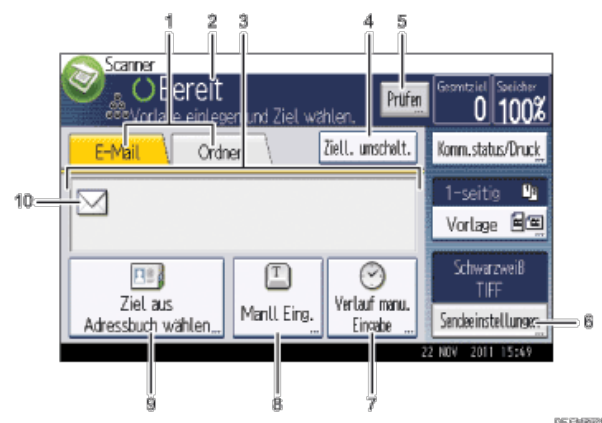 1 2 3 4 5
Scanner
Bereit
Vorlage einlegen und Ziel wählen.
Prüfen
Gesamtziel Speicher
0 100%
E-Mail Ordner Ziell. umschalt. Komm.status/Druck
10
1-seitig
Vorlage
Schwarzweiß
TIFF
Ziel aus
Adressbuch wählen
Manll Eing.
Verlauf manu.
Eingabe
Sendeeinstellungen
6
22 NOV 2011 15:49
9 8 7